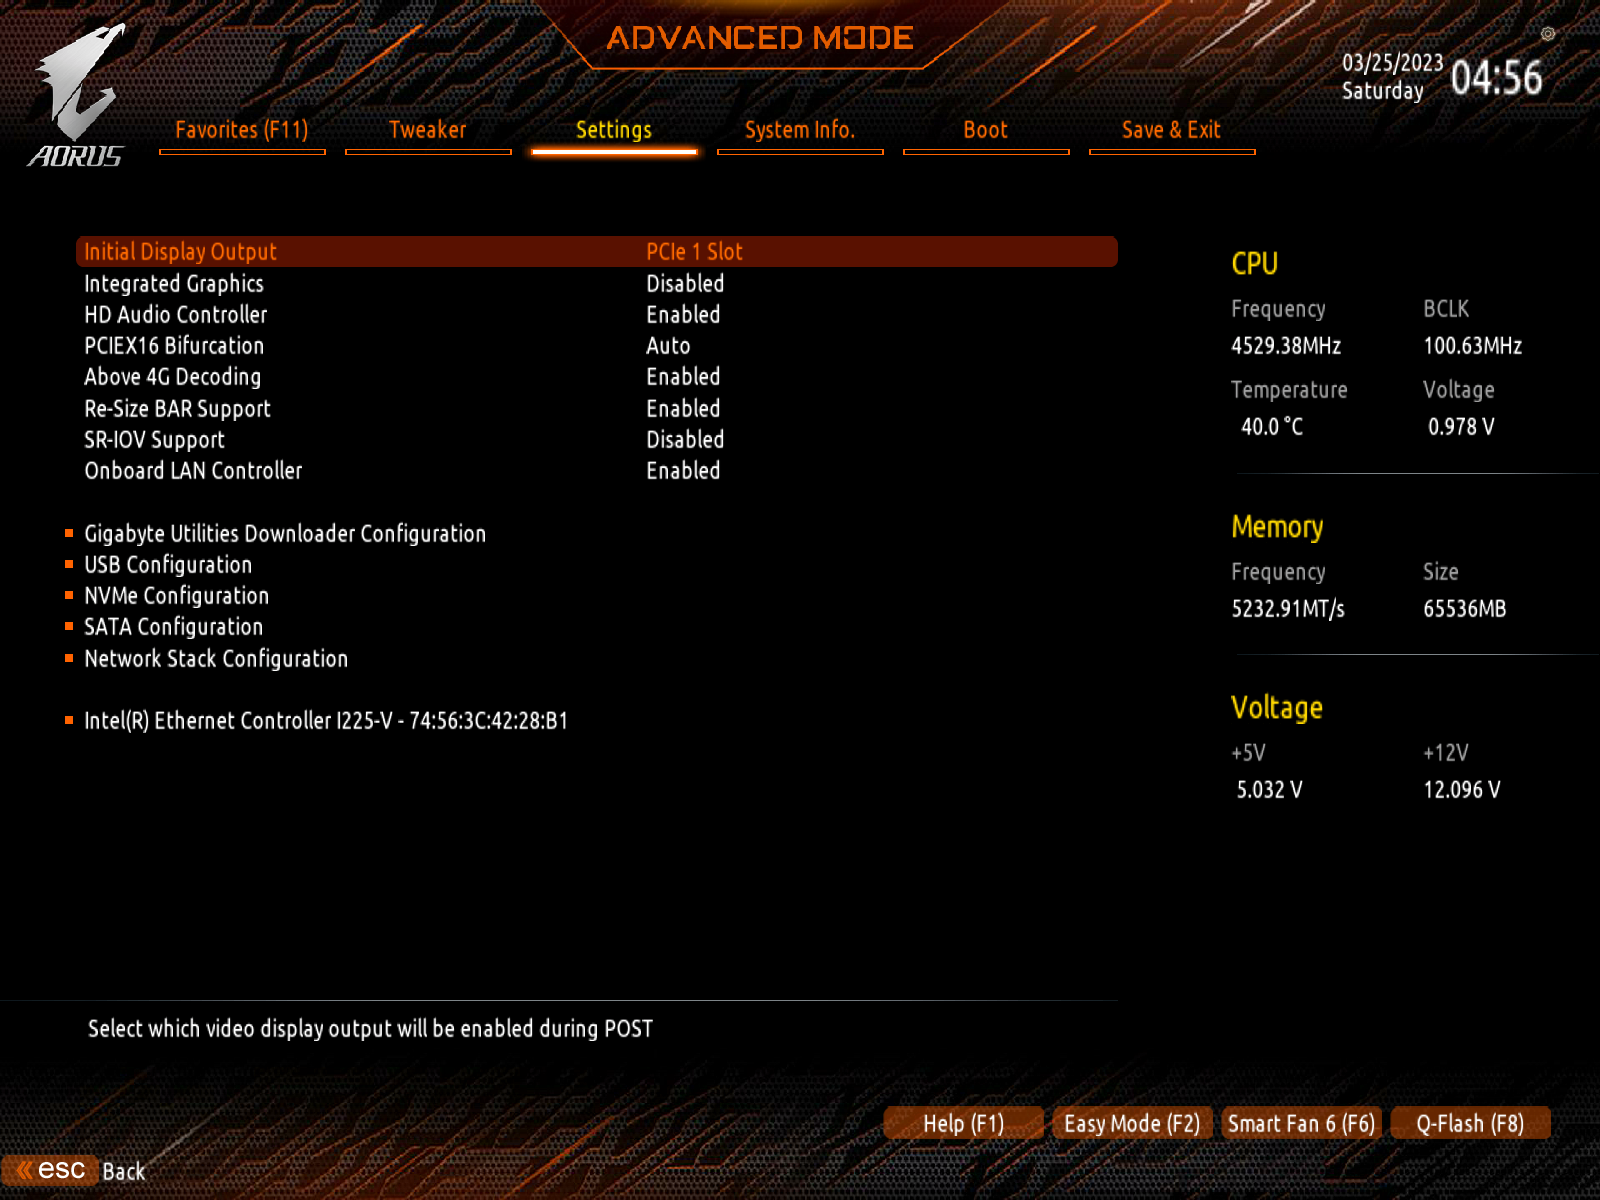 ADVANCED MODE
03/25/2023
Saturday
04:56
AORUS
Favorites (F11) Tweaker Settings System Info. Boot Save & Exit
Initial Display Output PCIe 1 Slot
Integrated Graphics Disabled
HD Audio Controller Enabled
PCIEX16 Bifurcation Auto
Above 4G Decoding Enabled
Re-Size BAR Support Enabled
SR-IOV Support Disabled
Onboard LAN Controller Enabled
Gigabyte Utilities Downloader Configuration
USB Configuration
NVMe Configuration
SATA Configuration
Network Stack Configuration
Intel(R) Ethernet Controller I225-V - 74:56:3C:42:28:B1
CPU
Frequency BCLK
4529.38MHz 100.63MHz
Temperature Voltage
40.0 °C 0.978 V
Memory
Frequency Size
5232.91MT/s 65536MB
Voltage
+5V +12V
5.032 V 12.096 V
Select which video display output will be enabled during POST
Help (F1) Easy Mode (F2) Smart Fan 6 (F6) Q-Flash (F8)
esc Back